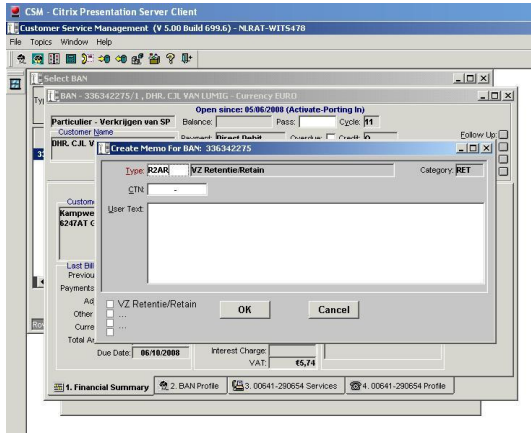 CSM - Citrix Presentation Server Client
Customer Service Management (V 5.00 Build 699.6) - NLRAT-WITS478
File Topics Window Help
Select BAN
BAN - 336342275/1 , DHR. CJL VAN LUMIG - Currency EURO
Open since: 05/06/2008 (Activate-Porting In)
Particulier - Verkrijgen van SP Balance: Pass: Cycle: 11
Customer Name Payment: Direct Debit Overdue: Credit: 0 Follow Up:
DHR. CJL V
Create Memo For BAN: 336342275
Type: R2AR VZ Retentie/Retain Category: RET
CTN: -
User Text:
Custom
Kampwe
6247AT G
Last Bill
Previou
Payments
Ad
Other
Curre
Total A
VZ Retentie/Retain
...
...
OK Cancel
Due Date: 06/10/2008 Interest Charge:
VAT: €5,74
1. Financial Summary 2. BAN Profile 3. 00641-290654 Services 4. 00641-290654 Profile